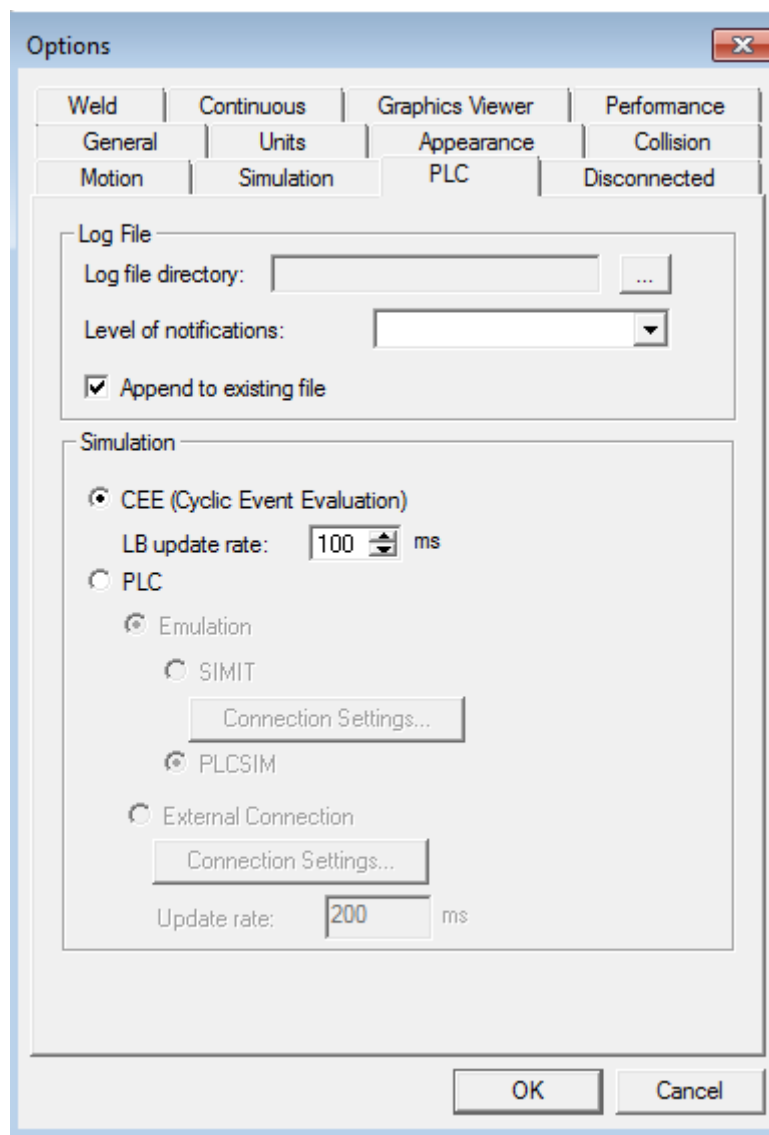 Options
Weld Continuous Graphics Viewer Performance
General Units Appearance Collision
Motion Simulation PLC Disconnected
Log File
Log file directory: ...
Level of notifications:
Append to existing file
Simulation
CEE (Cyclic Event Evaluation)
LB update rate: 100 ms
PLC
Emulation
SIMIT
Connection Settings...
PLCSIM
External Connection
Connection Settings...
Update rate: 200 ms
OK Cancel